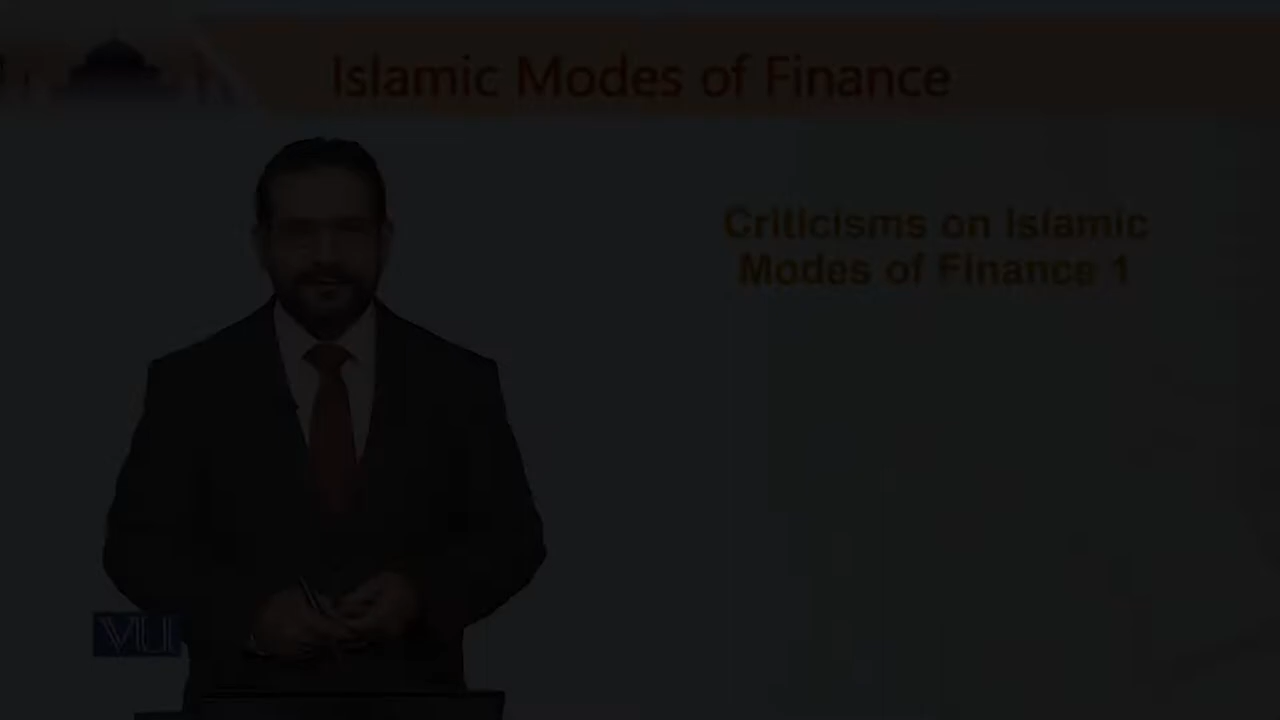 Islamic Modes of Finance
Criticisms on Islamic
Modes of Finance 1
VU